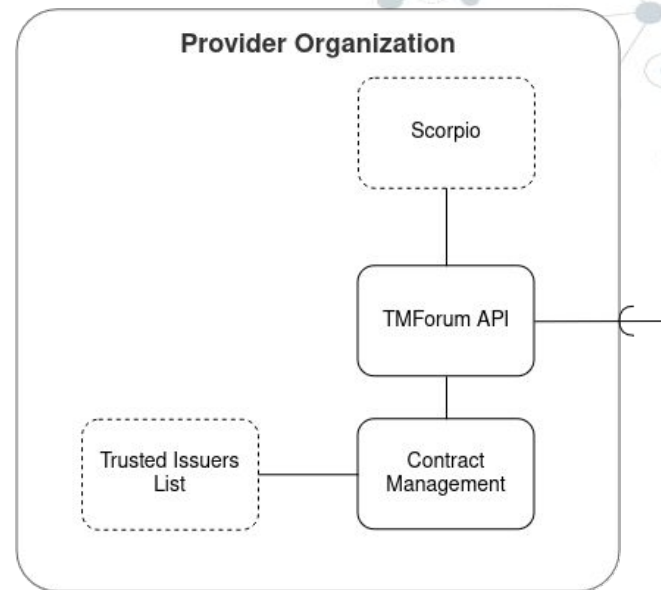 Provider Organization
Scorpio
TMForum API
Trusted Issuers
List
Contract
Management